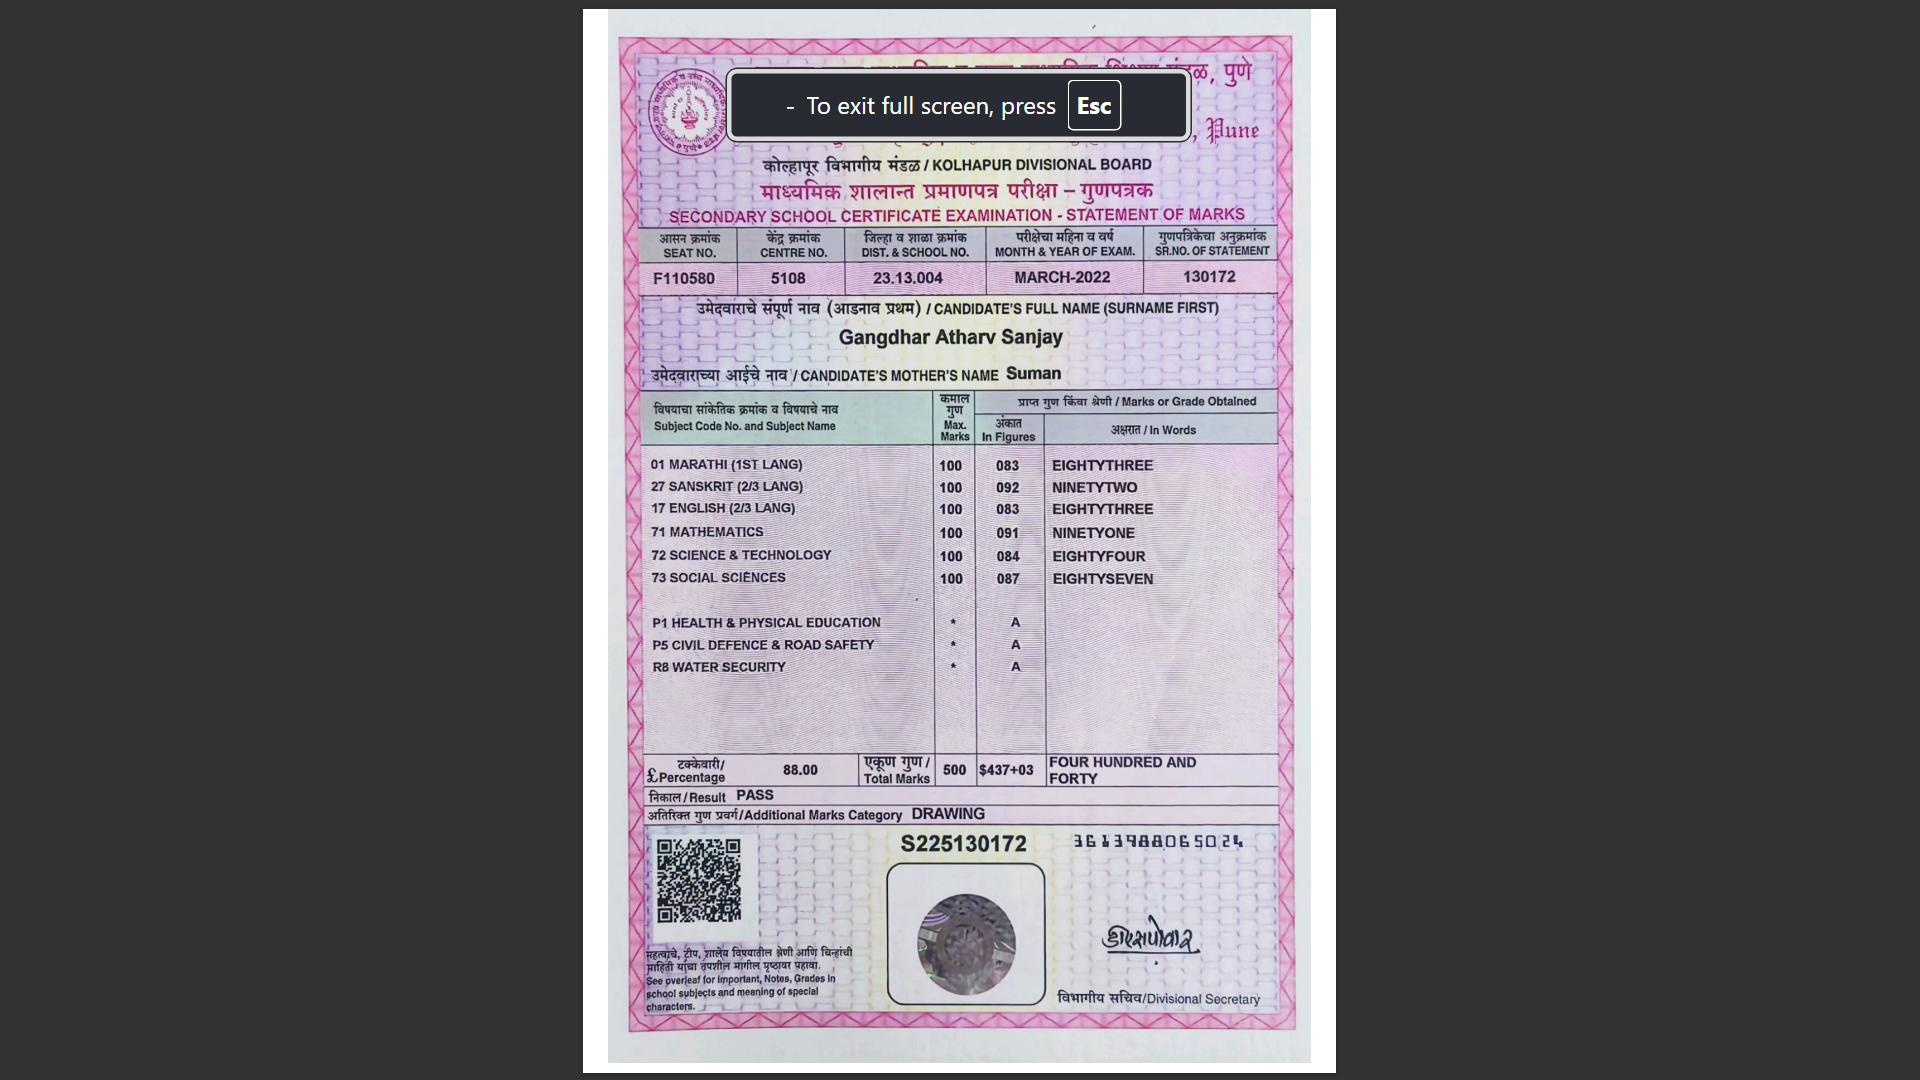 मंडळ, पुणे
- To exit full screen, press Esc
, Pune
कोल्हापूर विभागीय मंडळ / KOLHAPUR DIVISIONAL BOARD
माध्यमिक शालान्त प्रमाणपत्र परीक्षा – गुणपत्रक
SECONDARY SCHOOL CERTIFICATE EXAMINATION - STATEMENT OF MARKS
आसन क्रमांक केंद्र क्रमांक जिल्हा व शाळा क्रमांक परीक्षेचा महिना व वर्ष गुणपत्रिकेचा अनुक्रमांक
SEAT NO. CENTRE NO. DIST. & SCHOOL NO. MONTH & YEAR OF EXAM. SR.NO. OF STATEMENT
F110580 5108 23.13.004 MARCH-2022 130172
उमेदवाराचे संपूर्ण नाव (आडनाव प्रथम) / CANDIDATE'S FULL NAME (SURNAME FIRST)
Gangdhar Atharv Sanjay
उमेदवाराच्या आईचे नाव / CANDIDATE'S MOTHER'S NAME Suman
विषयाचा सांकेतिक क्रमांक व विषयाचे नाव
Subject Code No. and Subject Name
कमाल
गुण
Max.
Marks
प्राप्त गुण किंवा श्रेणी / Marks or Grade Obtained
अंकात
In Figures
अक्षरात / In Words
01 MARATHI (1ST LANG) 100 083 EIGHTYTHREE
27 SANSKRIT (2/3 LANG) 100 092 NINETYTWO
17 ENGLISH (2/3 LANG) 100 083 EIGHTYTHREE
71 MATHEMATICS 100 091 NINETYONE
72 SCIENCE & TECHNOLOGY 100 084 EIGHTYFOUR
73 SOCIAL SCIENCES 100 087 EIGHTYSEVEN
P1 HEALTH & PHYSICAL EDUCATION * A
P5 CIVIL DEFENCE & ROAD SAFETY * A
R8 WATER SECURITY * A
टक्केवारी/
£Percentage 88.00
एकूण गुण /
Total Marks 500 $437+03
FOUR HUNDRED AND
FORTY
निकाल / Result PASS
अतिरिक्त गुण प्रवर्ग/Additional Marks Category DRAWING
S225130172
महत्वाचे, टीप, शालेय विषयातील श्रेणी आणि चिन्हांची
माहिती यांचा तपशील मागील पृष्ठावर पहावा.
See overleaf for Important, Notes, Grades in
school subjects and meaning of special
characters.
विभागीय सचिव/Divisional Secretary